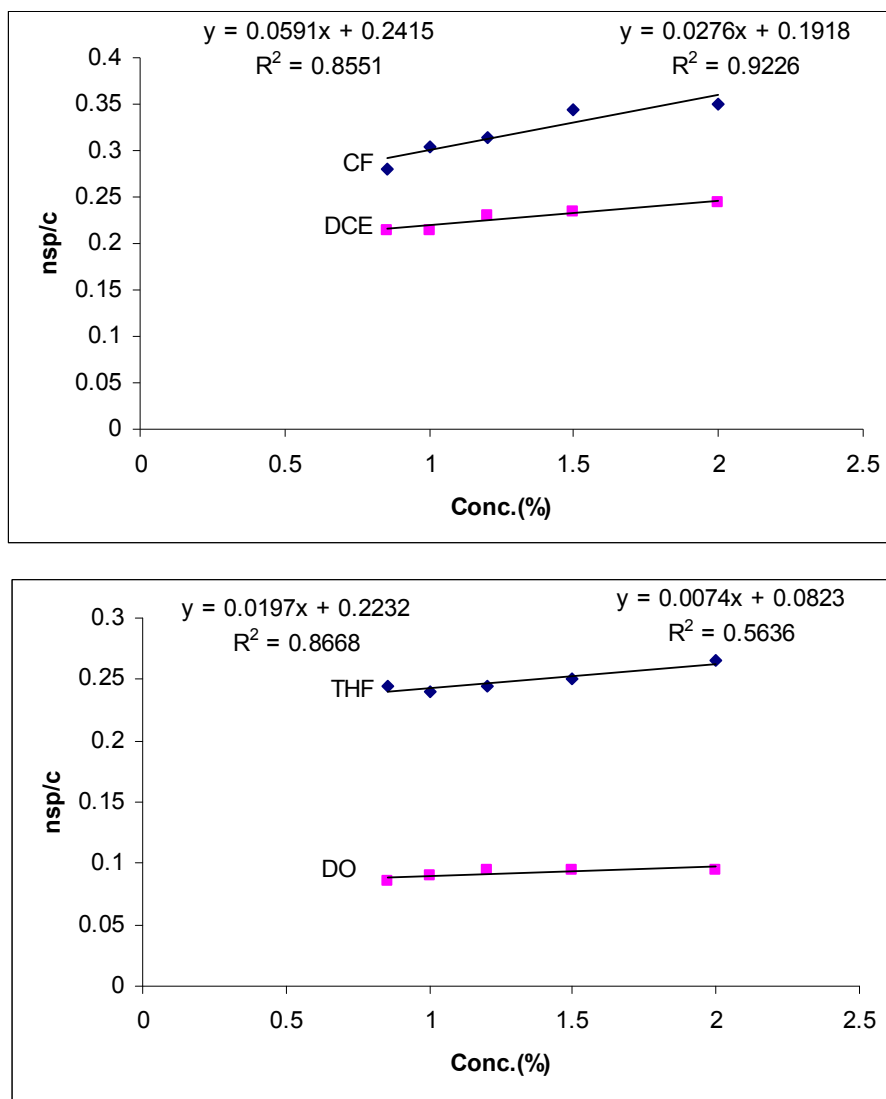 y = 0.0591x + 0.2415
R² = 0.8551
y = 0.0276x + 0.1918
R² = 0.9226
0.4
0.35
0.3
0.25
0.2
0.15
0.1
0.05
0
nsp/c
CF
DCE
0 0.5 1 1.5 2 2.5
Conc.(%)
y = 0.0197x + 0.2232
R² = 0.8668
y = 0.0074x + 0.0823
R² = 0.5636
0.3
0.25
0.2
0.15
0.1
0.05
0
nsp/c
THF
DO
0 0.5 1 1.5 2 2.5
Conc.(%)